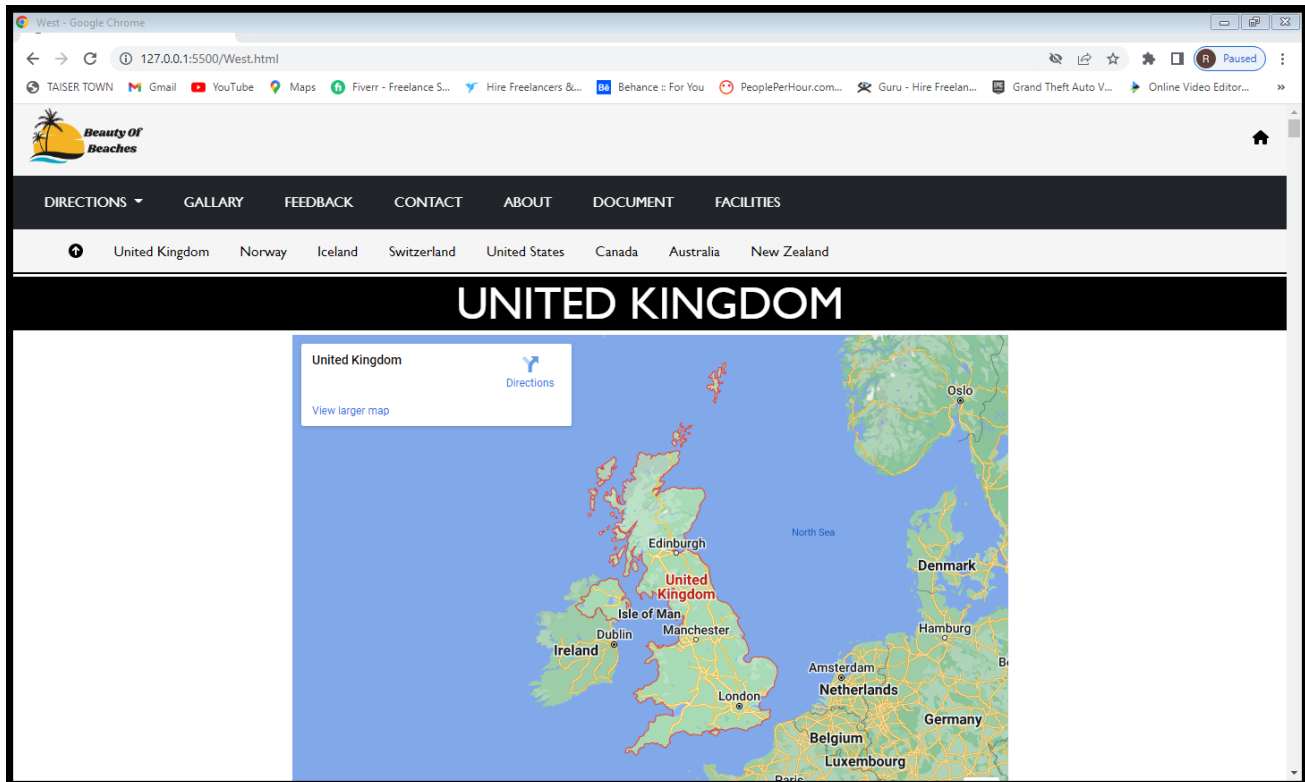 West - Google Chrome
127.0.0.1:5500/West.html
R Paused
TAISER TOWN Gmail YouTube Maps Fiverr - Freelance S... Hire Freelancers &... Bē Behance :: For You PeoplePerHour.com... Guru - Hire Freelan... Grand Theft Auto V... Online Video Editor... »
Beauty Of
Beaches
DIRECTIONS GALLARY FEEDBACK CONTACT ABOUT DOCUMENT FACILITIES
United Kingdom Norway Iceland Switzerland United States Canada Australia New Zealand
UNITED KINGDOM
United Kingdom
Directions
View larger map
Oslo
North Sea
Edinburgh
Denmark
United
Kingdom
Isle of Man
Hamburg
Manchester
Dublin
Ireland
Amsterdam
Netherlands
London
Germany
Belgium
Luxembourg
Paris